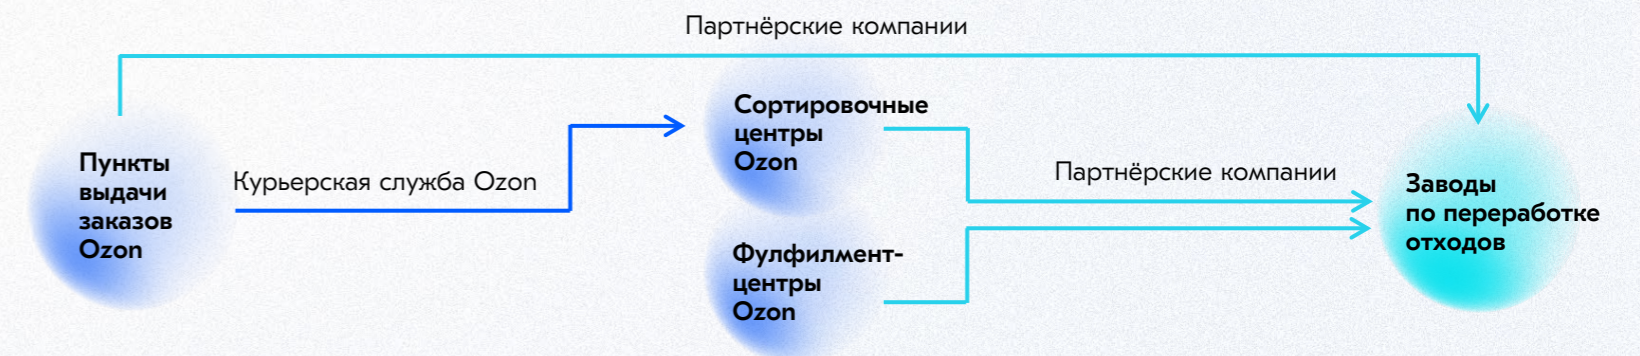 Партнёрские компании
Пункты
выдачи
заказов
Ozon
Курьерская служба Ozon
Сортировочные
центры
Ozon
Фулфилмент-
центры
Ozon
Партнёрские компании
Заводы
по переработке
отходов